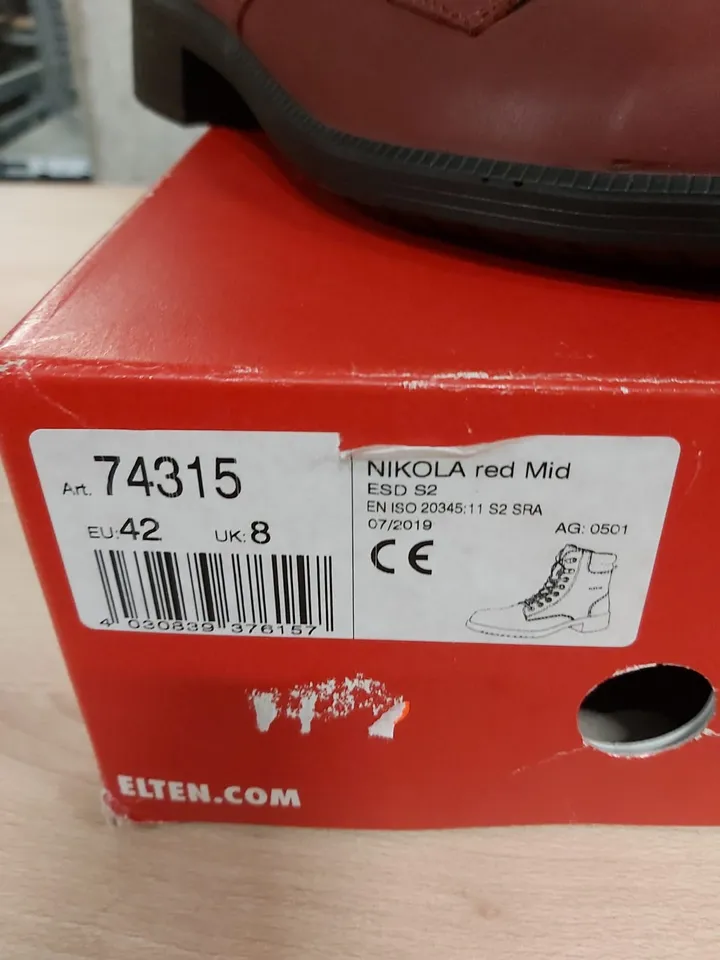 Art. 74315
EU: 42 UK: 8
4 030839 376157
NIKOLA red Mid
ESD S2
EN ISO 20345:11 S2 SRA
07/2019 AG: 0501
CE
ELTEN.COM